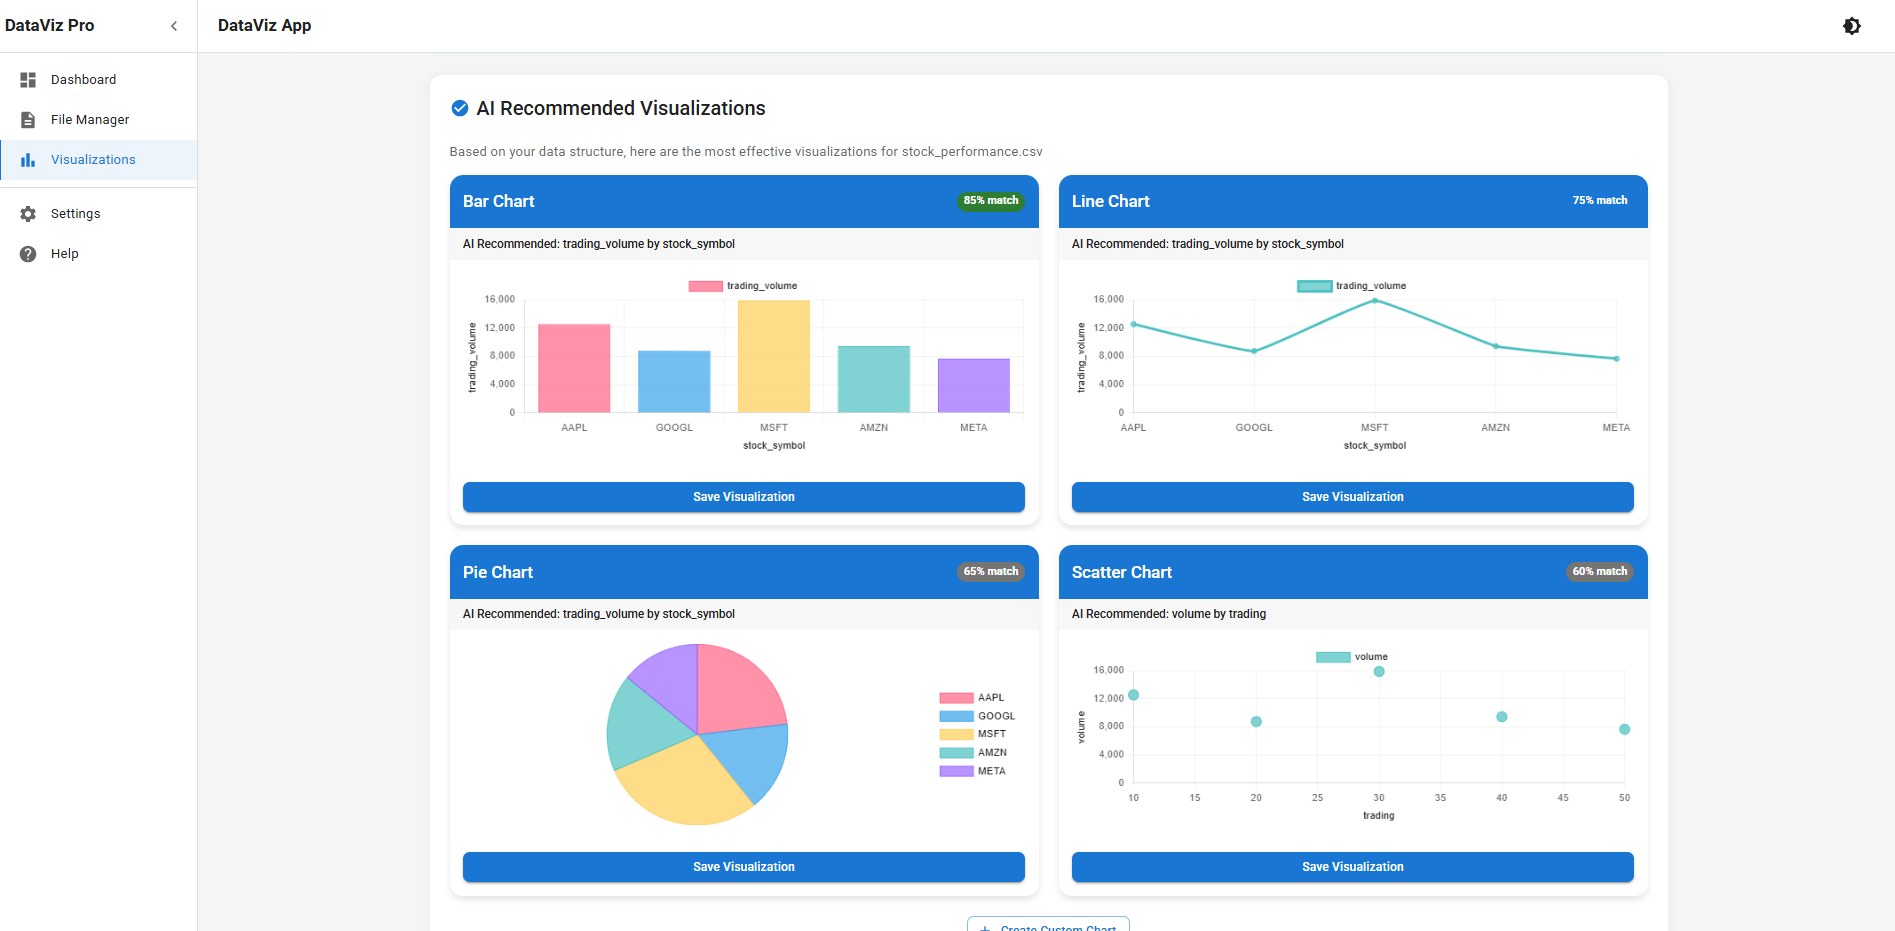 DataViz Pro
DataViz App
Dashboard
File Manager
Visualizations
Settings
Help
AI Recommended Visualizations
Based on your data structure, here are the most effective visualizations for stock_performance.csv
Bar Chart
85% match
AI Recommended: trading_volume by stock_symbol
trading_volume
16,000
12,000
8,000
4,000
0
trading_volume
AAPL
GOOGL
MSFT
AMZN
META
stock_symbol
Save Visualization
Line Chart
75% match
AI Recommended: trading_volume by stock_symbol
trading_volume
16,000
12,000
8,000
4,000
0
trading_volume
AAPL
GOOGL
MSFT
AMZN
META
stock_symbol
Save Visualization
Pie Chart
65% match
AI Recommended: trading_volume by stock_symbol
AAPL
GOOGL
MSFT
AMZN
META
Save Visualization
Scatter Chart
60% match
AI Recommended: volume by trading
volume
16,000
12,000
8,000
4,000
0
volume
10
15
20
25
30
35
40
45
50
trading
Save Visualization
Create Custom Chart